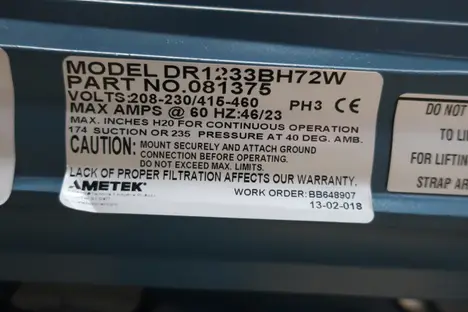 MODEL DR1233BH72W
PART NO.081375
VOLTS:208-230/415-460 PH3 CE
MAX AMPS @ 60 HZ:46/23
MAX. INCHES H20 FOR CONTINUOUS OPERATION
174 SUCTION OR 235 PRESSURE AT 40 DEG. AMB.
CAUTION: MOUNT SECURELY AND ATTACH GROUND
CONNECTION BEFORE OPERATING.
DO NOT EXCEED MAX. LIMITS.
LACK OF PROPER FILTRATION AFFECTS OUR WARRANTY.
AMETEK
WORK ORDER: BB648907
13-02-018
TO LI
FOR LIFTIN
STRAP AR